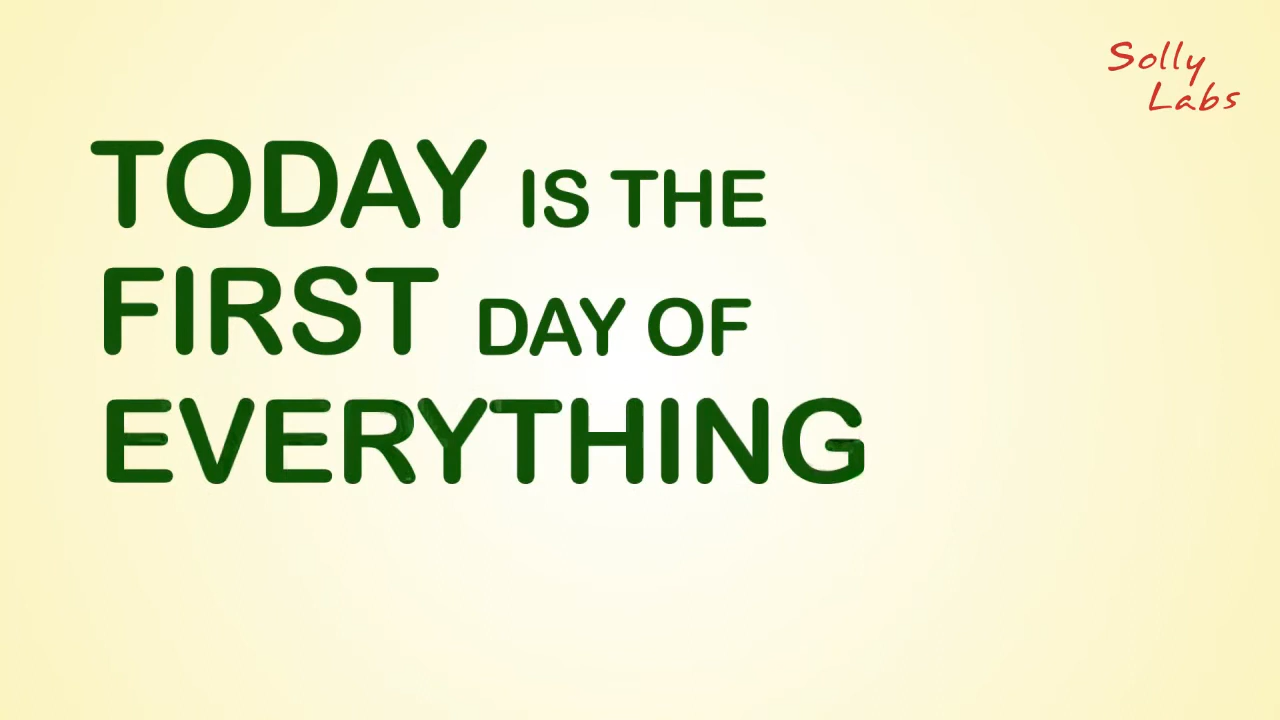 Solly
Labs
TODAY IS THE
FIRST DAY OF
EVERYTHING